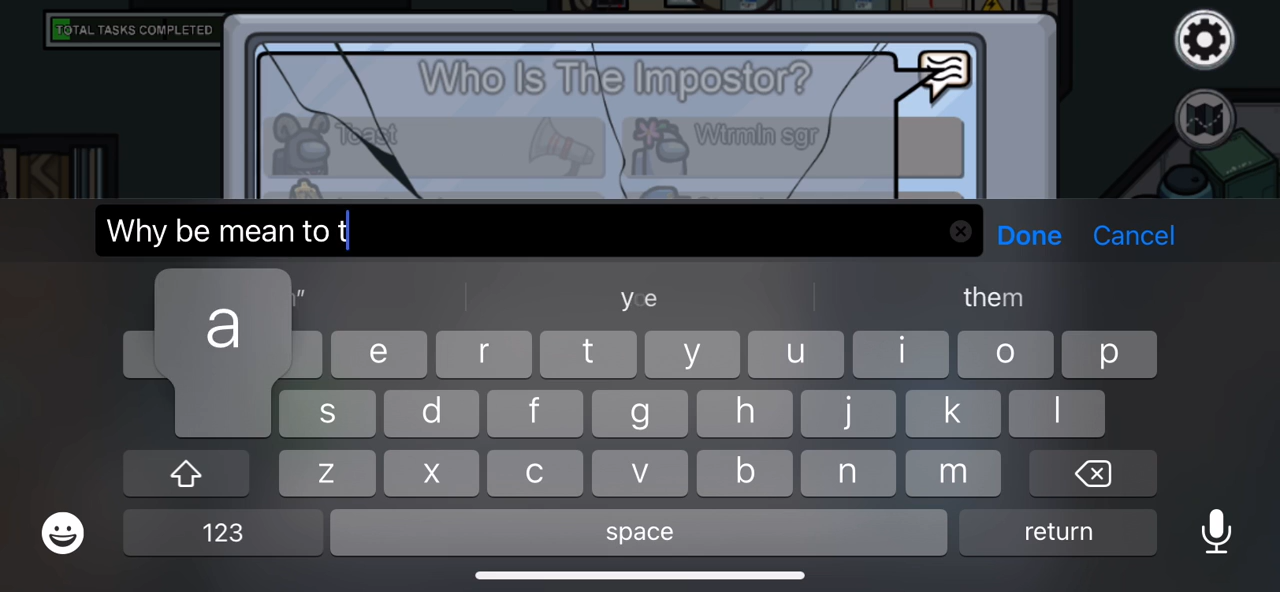 TOTAL TASKS COMPLETED
Who Is The Impostor?
Toast
Wtrmln sgr
Why be mean to t
Done
Cancel
them
a
e r t y u i o p
s d f g h j k l
z x c v b n m
123
space
return